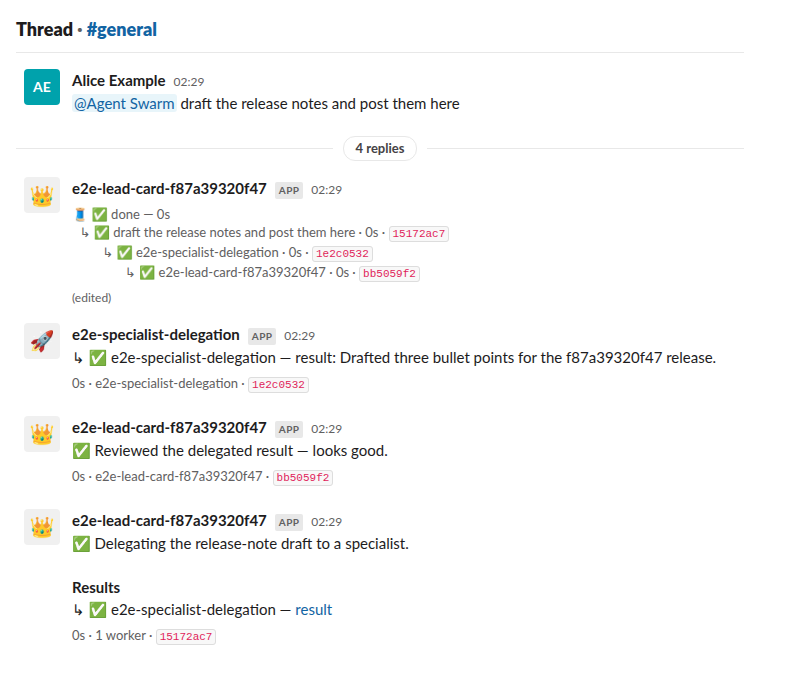 Thread · #general
AE
Alice Example 02:29
@Agent Swarm draft the release notes and post them here
4 replies
e2e-lead-card-f87a39320f47 APP 02:29
🧵 ✅ done — 0s
↳ ✅ draft the release notes and post them here · 0s · 15172ac7
↳ ✅ e2e-specialist-delegation · 0s · 1e2c0532
↳ ✅ e2e-lead-card-f87a39320f47 · 0s · bb5059f2
(edited)
e2e-specialist-delegation APP 02:29
↳ ✅ e2e-specialist-delegation — result: Drafted three bullet points for the f87a39320f47 release.
0s · e2e-specialist-delegation · 1e2c0532
e2e-lead-card-f87a39320f47 APP 02:29
✅ Reviewed the delegated result — looks good.
0s · e2e-lead-card-f87a39320f47 · bb5059f2
e2e-lead-card-f87a39320f47 APP 02:29
✅ Delegating the release-note draft to a specialist.
Results
↳ ✅ e2e-specialist-delegation — result
0s · 1 worker · 15172ac7